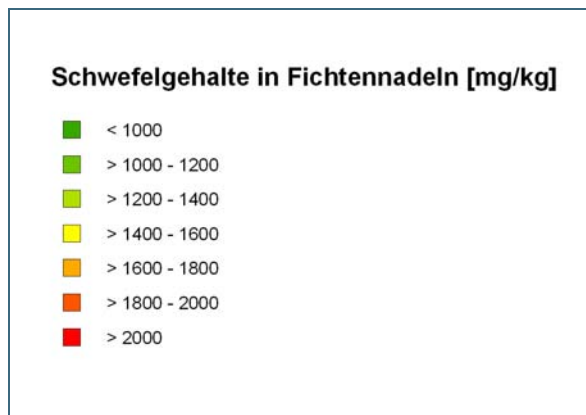 Schwefelgehalte in Fichtennadeln [mg/kg]
< 1000
> 1000 - 1200
> 1200 - 1400
> 1400 - 1600
> 1600 - 1800
> 1800 - 2000
> 2000